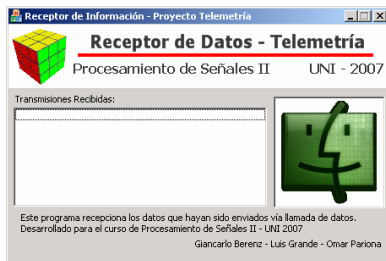 Receptor de Información - Proyecto Telemetría
Receptor de Datos - Telemetría
Procesamiento de Señales II UNI - 2007
Transmisiones Recibidas:
Este programa recepciona los datos que hayan sido enviados vía llamada de datos.
Desarrollado para el curso de Procesamiento de Señales II - UNI 2007
Giancarlo Berenz - Luis Grande - Omar Pariona